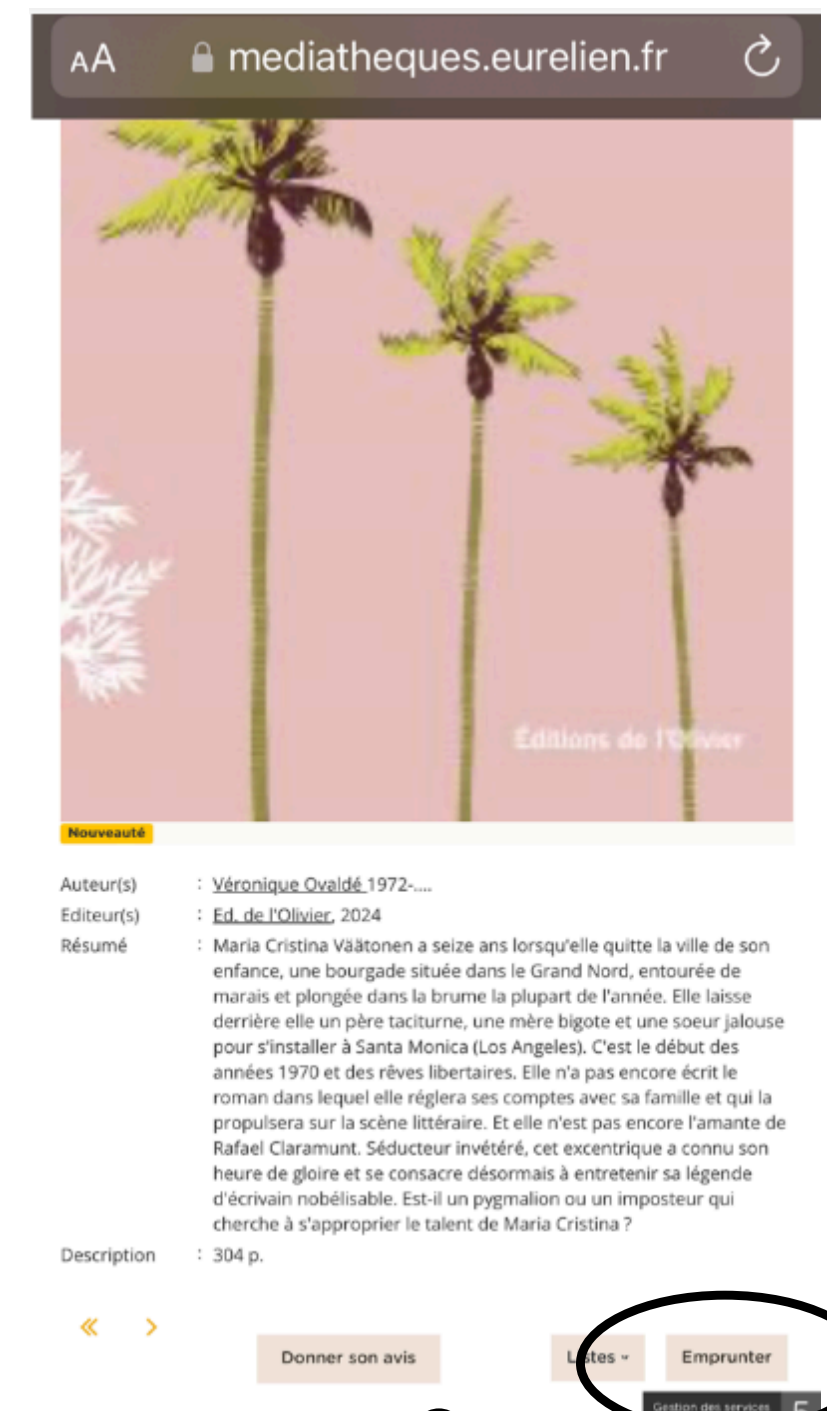 AA mediatheques.eurelien.fr
Éditions de l'Olivier
Nouveauté
Auteur(s) : Véronique Ovaldé 1972-....
Editeur(s) : Ed. de l'Olivier, 2024
Résumé : Maria Cristina Väätonen a seize ans lorsqu'elle quitte la ville de son
enfance, une bourgade située dans le Grand Nord, entourée de
marais et plongée dans la brume la plupart de l'année. Elle laisse
derrière elle un père taciturne, une mère bigote et une soeur jalouse
pour s'installer à Santa Monica (Los Angeles). C'est le début des
années 1970 et des rêves libertaires. Elle n'a pas encore écrit le
roman dans lequel elle réglera ses comptes avec sa famille et qui la
propulsera sur la scène littéraire. Et elle n'est pas encore l'amante de
Rafael Claramunt. Séducteur invétéré, cet excentrique a connu son
heure de gloire et se consacre désormais à entretenir sa légende
d'écrivain nobélisable. Est-il un pygmalion ou un imposteur qui
cherche à s'approprier le talent de Maria Cristina ?
Description : 304 p.
« ›
Donner son avis Listes Emprunter
Gestion des services